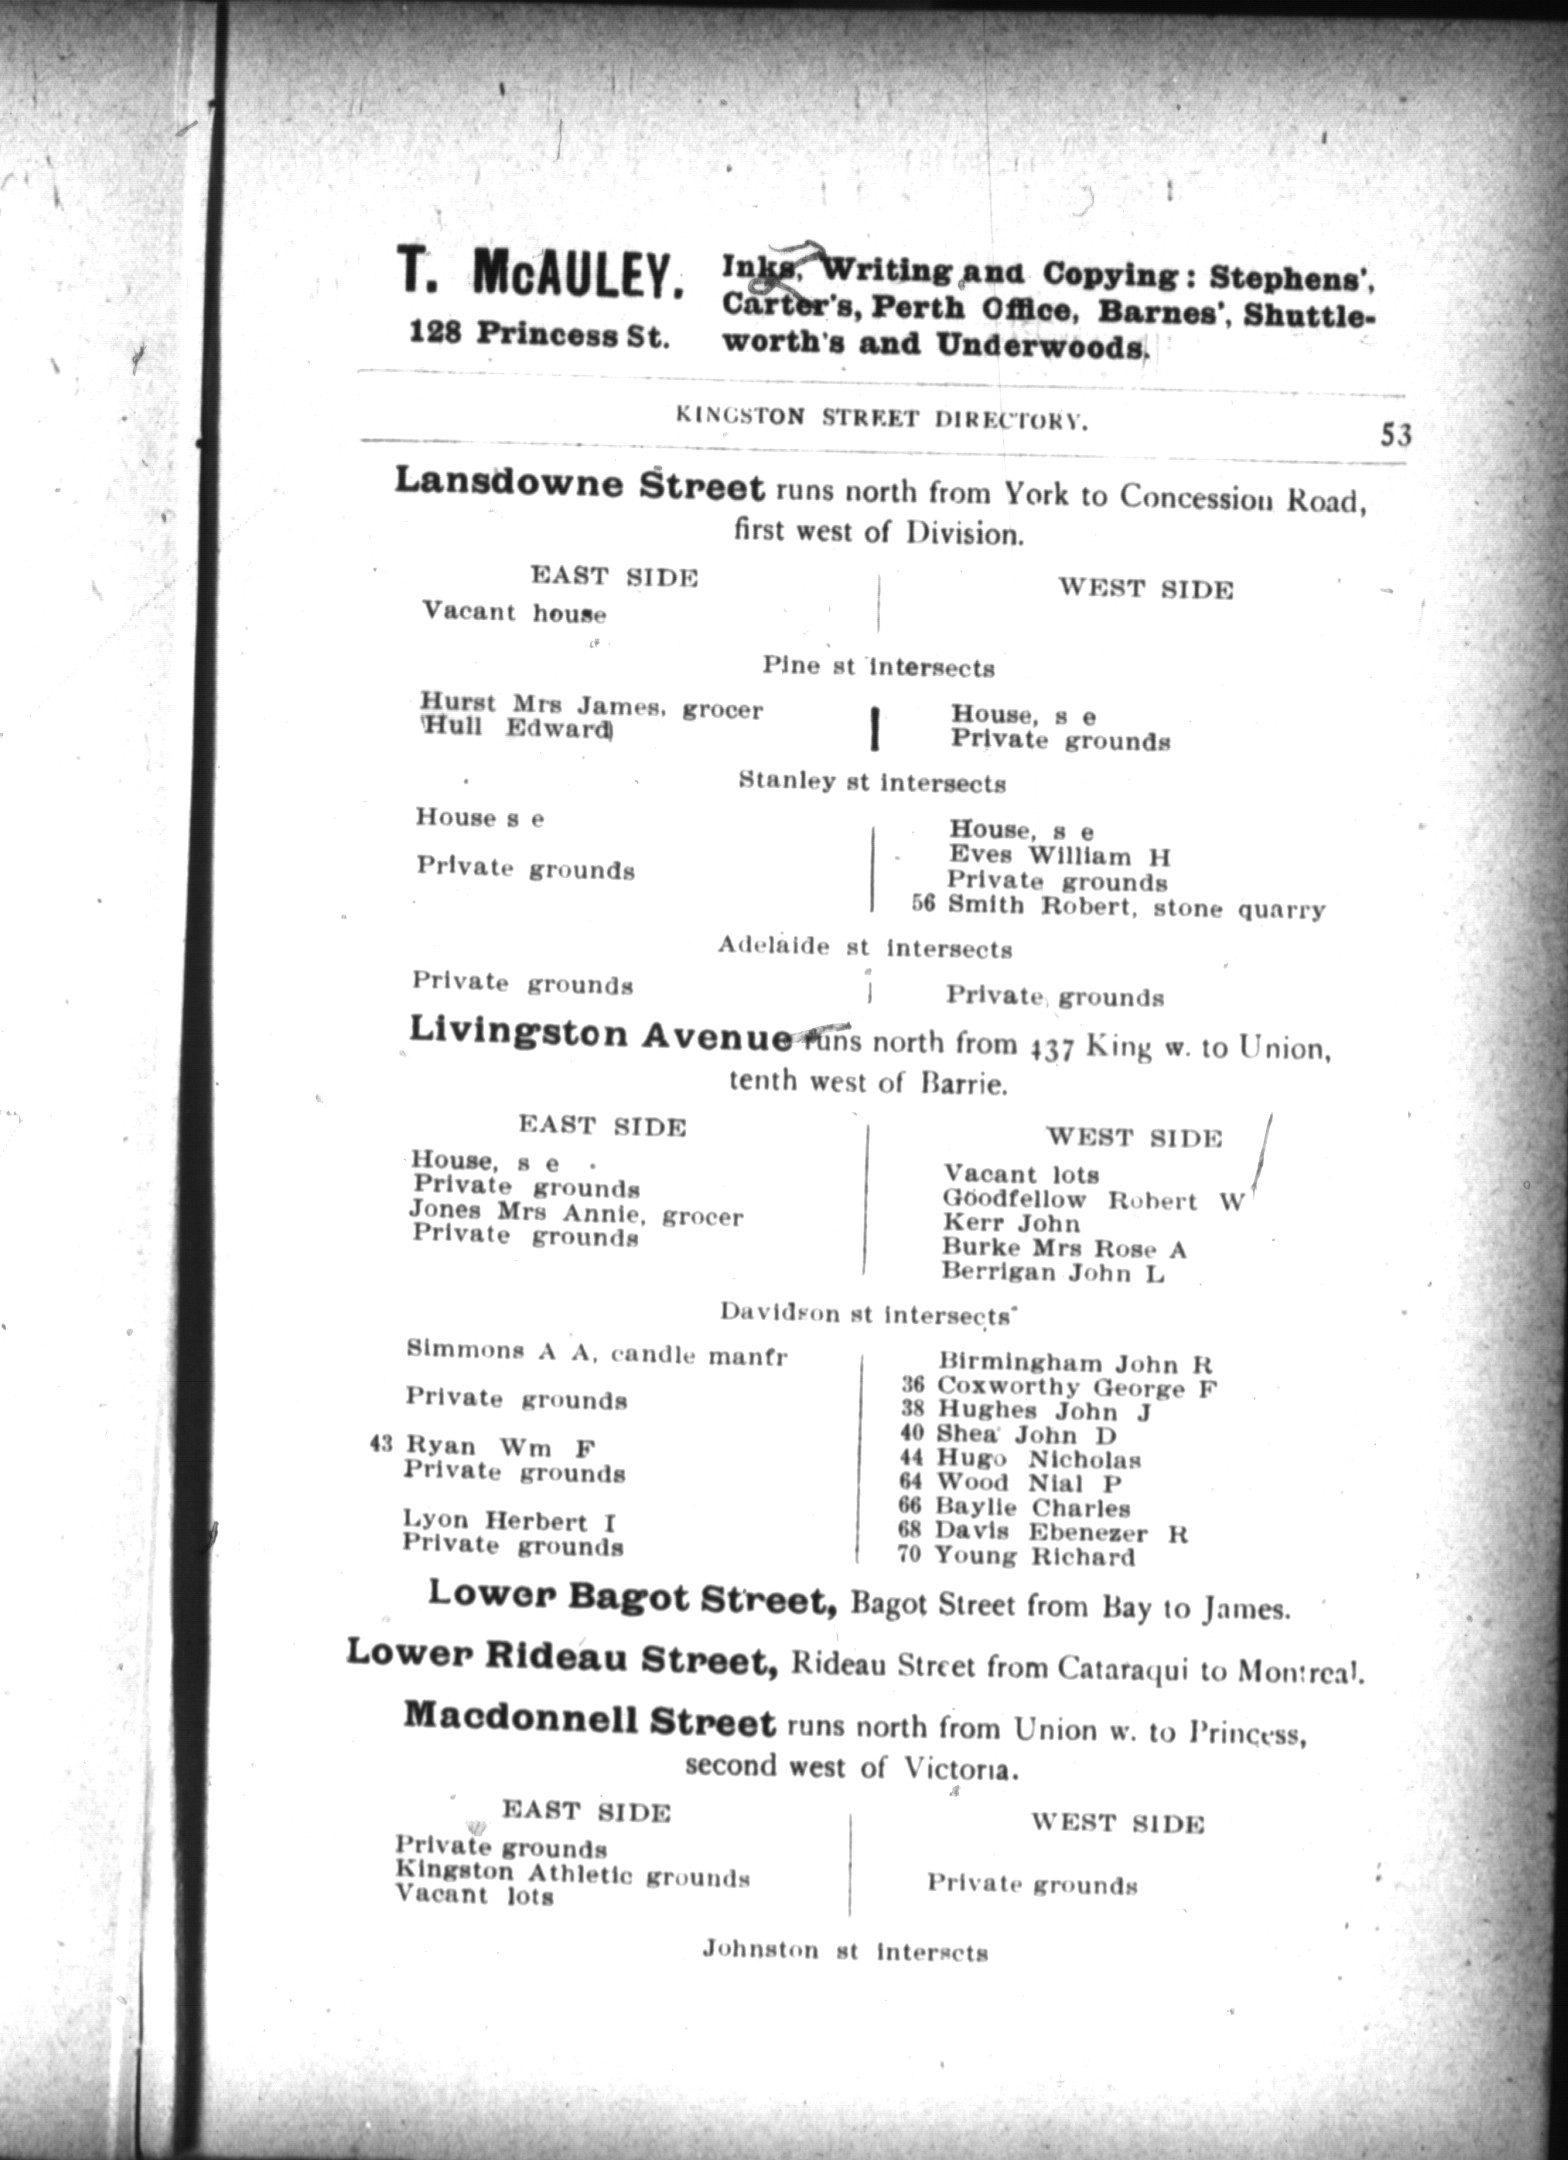 T. McAULEY.
128 Princess St.
Inks, Writing and Copying: Stephens',
Carter's, Perth Office, Barnes', Shuttle-
worth's and Underwoods.
KINGSTON STREET DIRECTORY.
53
Lansdowne Street runs north from York to Concession Road,
first west of Division.
EAST SIDE
Vacant house
WEST SIDE
Pine st intersects
Hurst Mrs James, grocer
Hull Edward
House, s e
Private grounds
Stanley st intersects
House s e
Private grounds
House, s e
Eves William H
Private grounds
56 Smith Robert, stone quarry
Adelaide st intersects
Private grounds
Private grounds
Livingston Avenue runs north from 437 King w. to Union,
tenth west of Barrie.
EAST SIDE
House, s e
Private grounds
Jones Mrs Annie, grocer
Private grounds
WEST SIDE
Vacant lots
Goodfellow Robert W
Kerr John
Burke Mrs Rose A
Berrigan John L
Davidson st intersects
Simmons A A, candle manfr
Private grounds
43 Ryan Wm F
Private grounds
Lyon Herbert I
Private grounds
Birmingham John R
36 Coxworthy George F
38 Hughes John J
40 Shea John D
44 Hugo Nicholas
64 Wood Nial P
66 Baylie Charles
68 Davis Ebenezer R
70 Young Richard
Lower Bagot Street, Bagot Street from Bay to James.
Lower Rideau Street, Rideau Street from Cataraqui to Montreal.
Macdonnell Street runs north from Union w. to Princess,
second west of Victoria.
EAST SIDE
Private grounds
Kingston Athletic grounds
Vacant lots
WEST SIDE
Private grounds
Johnston st intersects